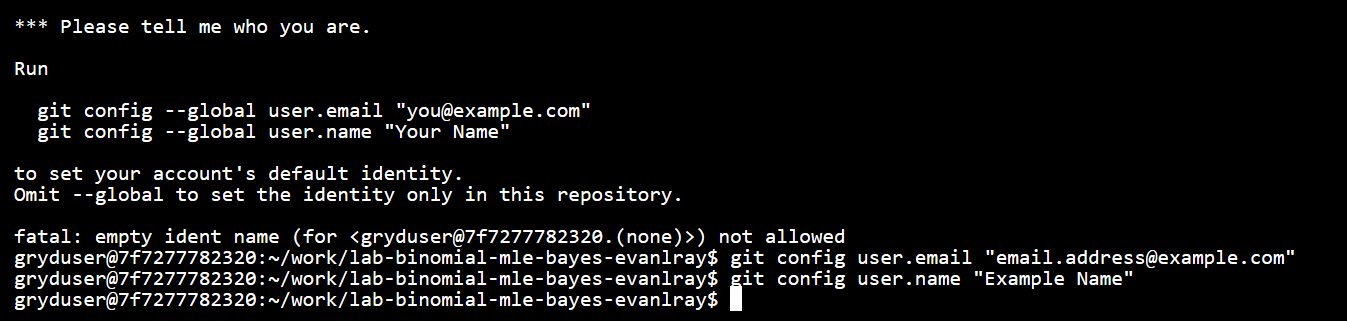 *** Please tell me who you are.
Run
git config --global user.email "you@example.com"
git config --global user.name "Your Name"
to set your account's default identity.
Omit --global to set the identity only in this repository.
fatal: empty ident name (for <gryduser@7f7277782320.(none)>) not allowed
gryduser@7f7277782320:~/work/lab-binomial-mle-bayes-evanlray$ git config user.email "email.address@example.com"
gryduser@7f7277782320:~/work/lab-binomial-mle-bayes-evanlray$ git config user.name "Example Name"
gryduser@7f7277782320:~/work/lab-binomial-mle-bayes-evanlray$